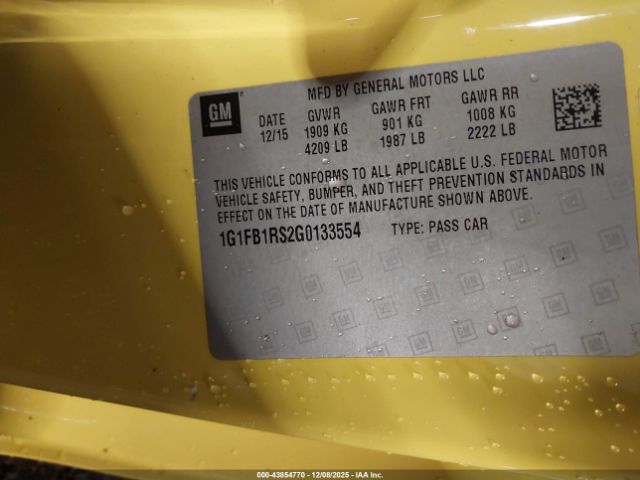 GM
MFD BY GENERAL MOTORS LLC
DATE GVWR GAWR FRT GAWR RR
12/15 1909 KG 901 KG 1008 KG
4209 LB 1987 LB 2222 LB
THIS VEHICLE CONFORMS TO ALL APPLICABLE U.S. FEDERAL MOTOR
VEHICLE SAFETY, BUMPER, AND THEFT PREVENTION STANDARDS IN
EFFECT ON THE DATE OF MANUFACTURE SHOWN ABOVE.
1G1FB1RS2G0133554 TYPE: PASS CAR
000-43854770 - 12/08/2025 - IAA Inc.